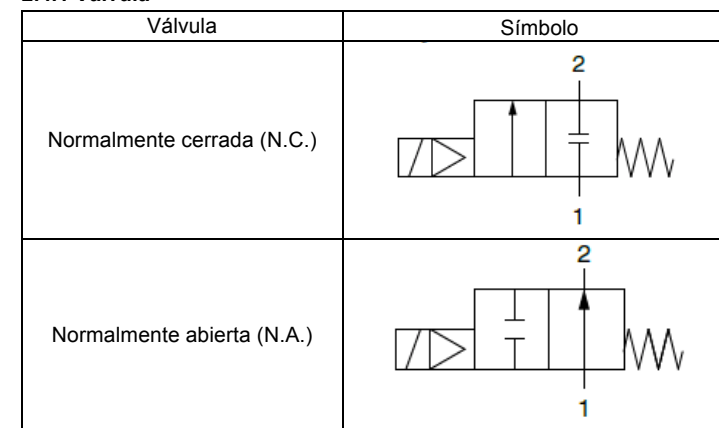 Válvula
Símbolo
Normalmente cerrada (N.C.)
2
1
Normalmente abierta (N.A.)
2
1